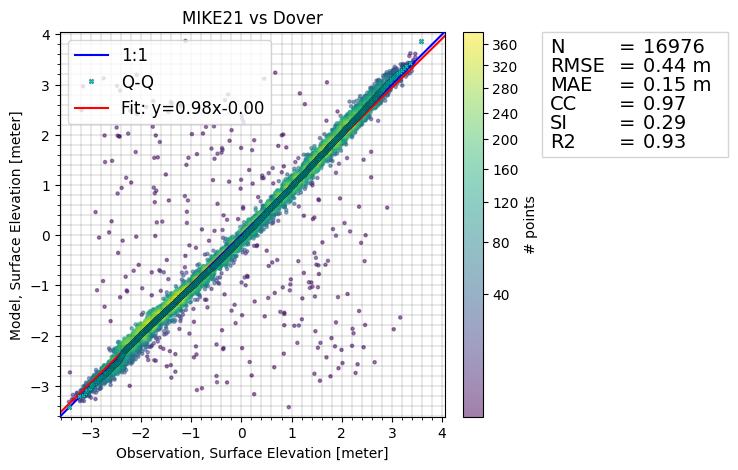 MIKE21 vs Dover
1:1
Q-Q
Fit: y=0.98x-0.00
Model, Surface Elevation [meter]
4
3
2
1
0
−1
−2
−3
−3
−2
−1
0
1
2
3
4
Observation, Surface Elevation [meter]
360
320
280
240
200
160
120
80
40
# points
N = 16976
RMSE = 0.44 m
MAE = 0.15 m
CC = 0.97
SI = 0.29
R2 = 0.93